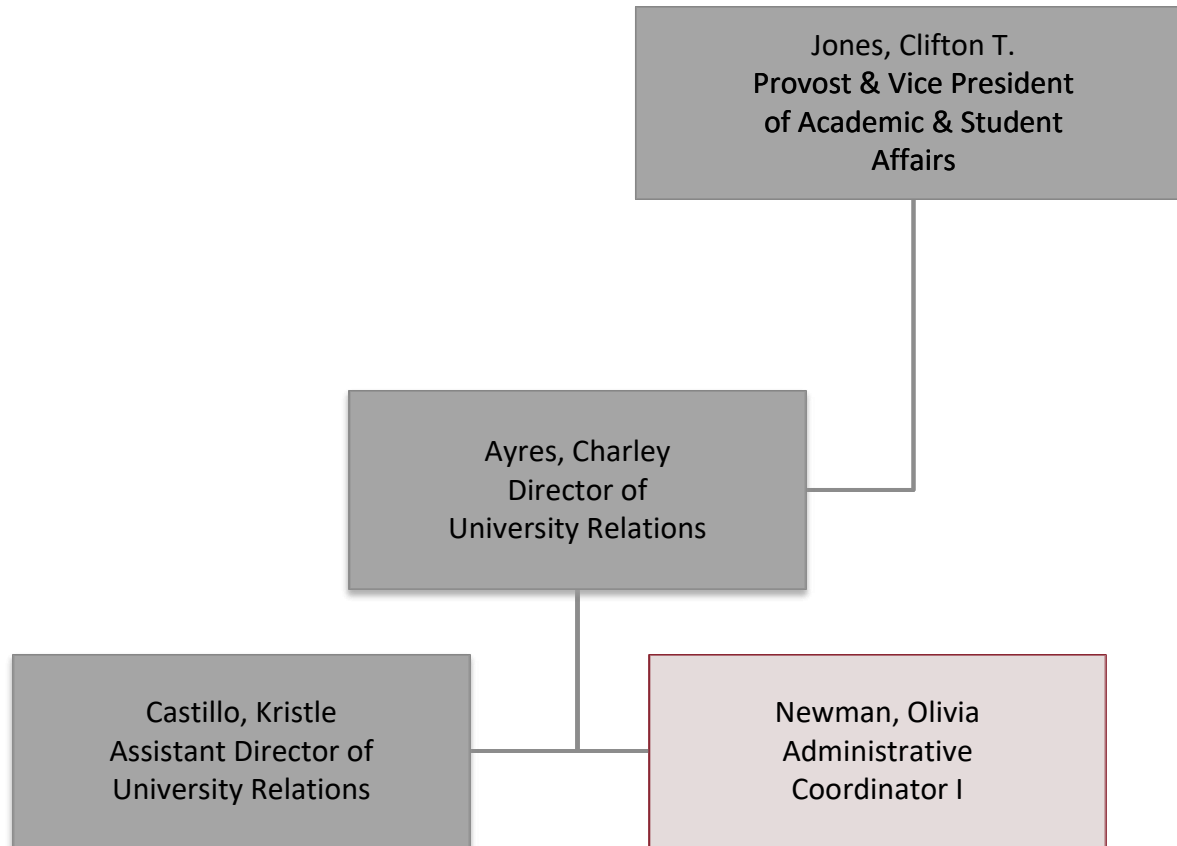 Jones, Clifton T.
Provost & Vice President
of Academic & Student
Affairs
Ayres, Charley
Director of
University Relations
Castillo, Kristle
Assistant Director of
University Relations
Newman, Olivia
Administrative
Coordinator I